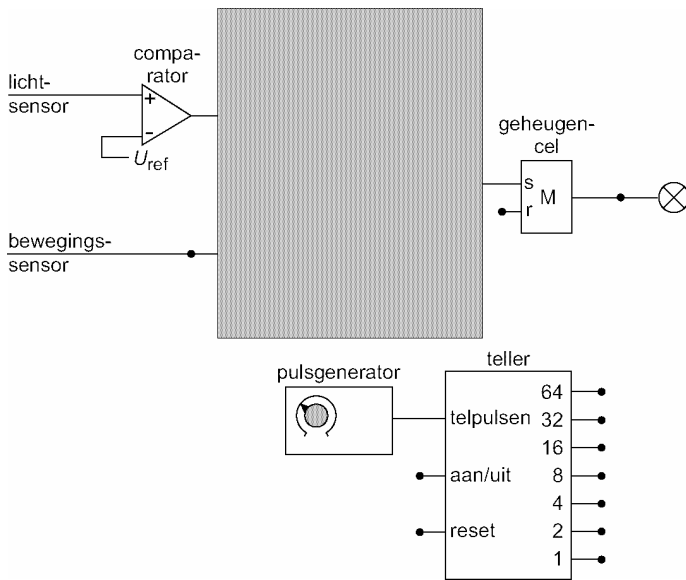 compa-
rator
licht-
sensor
+
-
Uref
geheugen-
cel
s
M
r
bewegings-
sensor
teller
pulsgenerator
64
telpulsen 32
16
aan/uit 8
4
reset 2
1